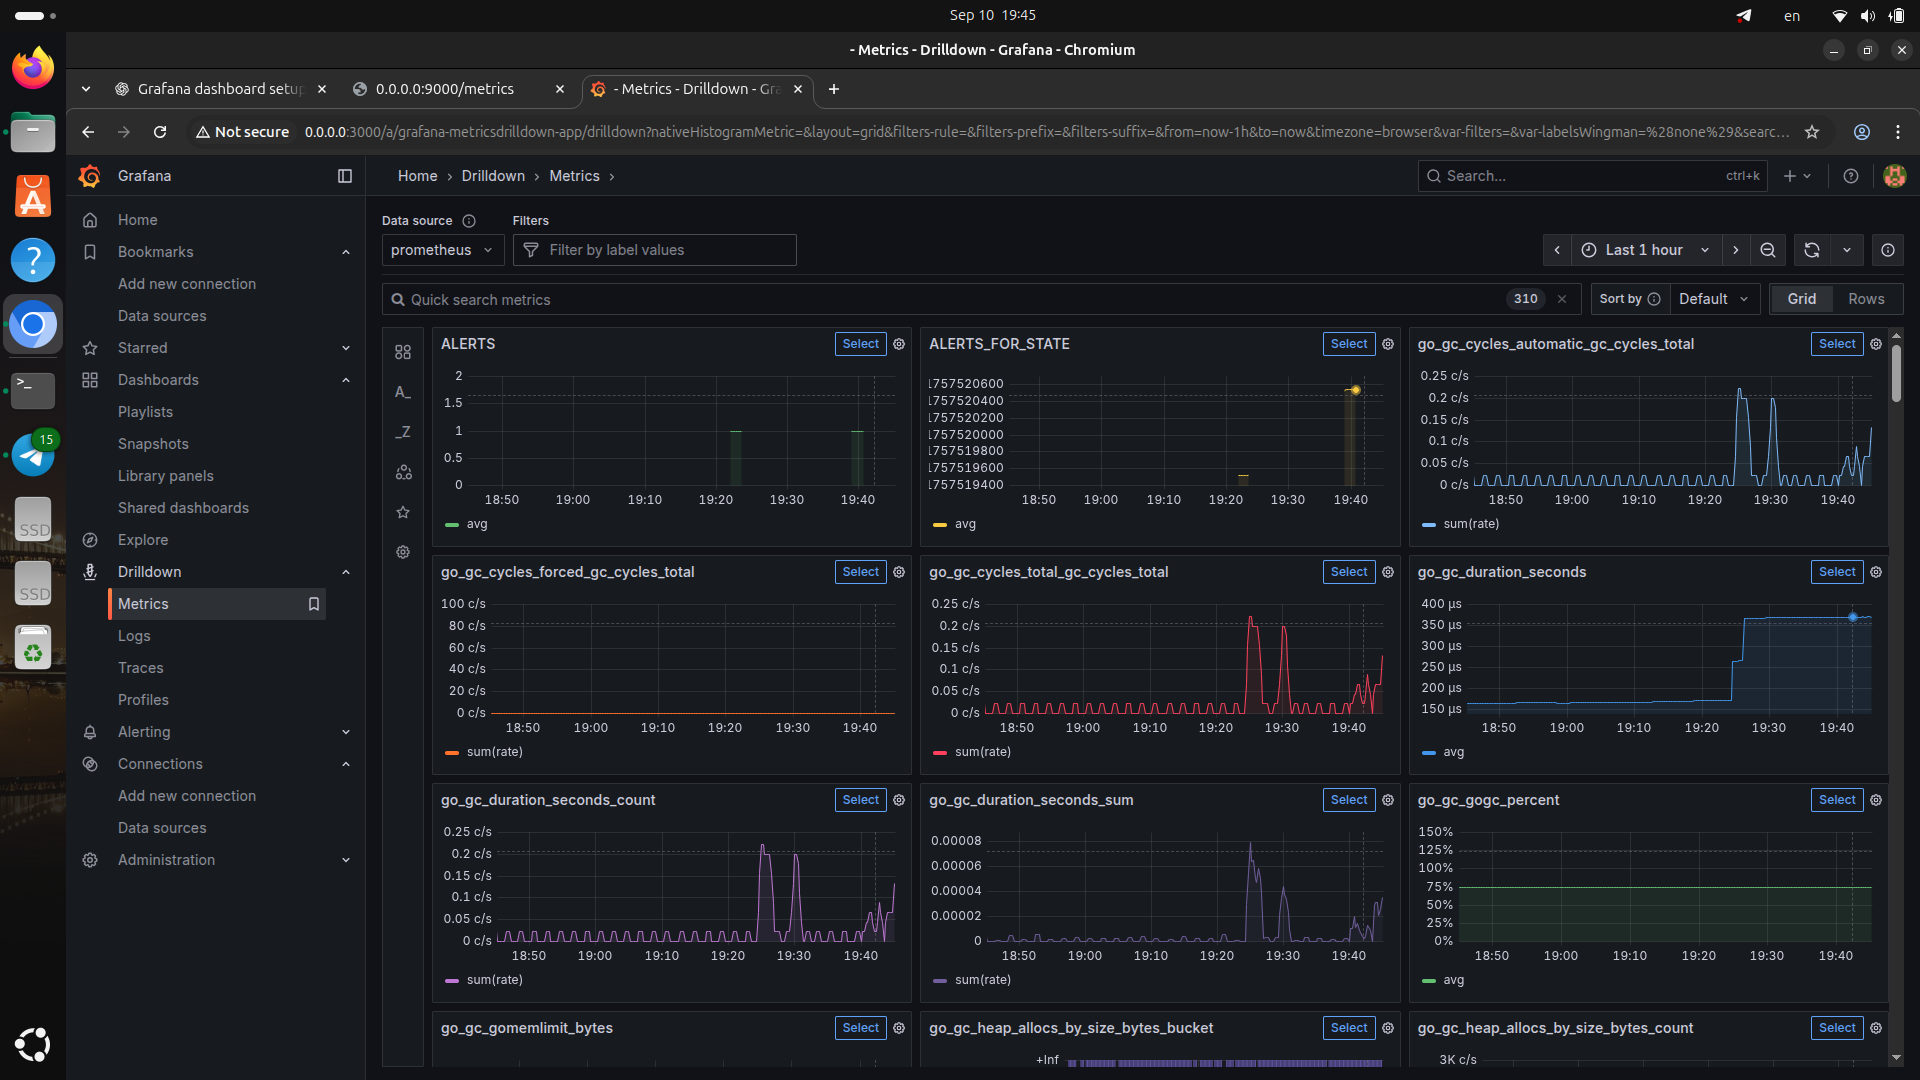 Sep 10 19:45
en
- Metrics - Drilldown - Grafana - Chromium
Grafana dashboard setup
0.0.0.0:9000/metrics
- Metrics - Drilldown - Gra
Not secure
0.0.0.0:3000/a/grafana-metricsdrilldown-app/drilldown?nativeHistogramMetric=&layout=grid&filters-rule=&filters-prefix=&filters-suffix=&from=now-1h&to=now&timezone=browser&var-filters=&var-labelsWingman=%28none%29&searc...
Grafana
Home › Drilldown › Metrics ›
Search...
ctrl+k
Home
Bookmarks
Add new connection
Data sources
Starred
Dashboards
Playlists
Snapshots
Library panels
Shared dashboards
Explore
Drilldown
Metrics
Logs
Traces
Profiles
Alerting
Connections
Add new connection
Data sources
Administration
15
SSD
SSD
Data source
Filters
prometheus
Filter by label values
Last 1 hour
Quick search metrics
310
Sort by
Default
Grid
Rows
A_
_Z
ALERTS
Select
2
1.5
1
0.5
0
18:50 19:00 19:10 19:20 19:30 19:40
avg
ALERTS_FOR_STATE
Select
1757520600
1757520400
1757520200
1757520000
1757519800
1757519600
1757519400
18:50 19:00 19:10 19:20 19:30 19:40
avg
go_gc_cycles_automatic_gc_cycles_total
Select
0.25 c/s
0.2 c/s
0.15 c/s
0.1 c/s
0.05 c/s
0 c/s
18:50 19:00 19:10 19:20 19:30 19:40
sum(rate)
go_gc_cycles_forced_gc_cycles_total
Select
100 c/s
80 c/s
60 c/s
40 c/s
20 c/s
0 c/s
18:50 19:00 19:10 19:20 19:30 19:40
sum(rate)
go_gc_cycles_total_gc_cycles_total
Select
0.25 c/s
0.2 c/s
0.15 c/s
0.1 c/s
0.05 c/s
0 c/s
18:50 19:00 19:10 19:20 19:30 19:40
sum(rate)
go_gc_duration_seconds
Select
400 µs
350 µs
300 µs
250 µs
200 µs
150 µs
18:50 19:00 19:10 19:20 19:30 19:40
avg
go_gc_duration_seconds_count
Select
0.25 c/s
0.2 c/s
0.15 c/s
0.1 c/s
0.05 c/s
0 c/s
18:50 19:00 19:10 19:20 19:30 19:40
sum(rate)
go_gc_duration_seconds_sum
Select
0.00008
0.00006
0.00004
0.00002
0
18:50 19:00 19:10 19:20 19:30 19:40
sum(rate)
go_gc_gogc_percent
Select
150%
125%
100%
75%
50%
25%
0%
18:50 19:00 19:10 19:20 19:30 19:40
avg
go_gc_gomemlimit_bytes
Select
go_gc_heap_allocs_by_size_bytes_bucket
Select
+Inf
go_gc_heap_allocs_by_size_bytes_count
Select
3K c/s